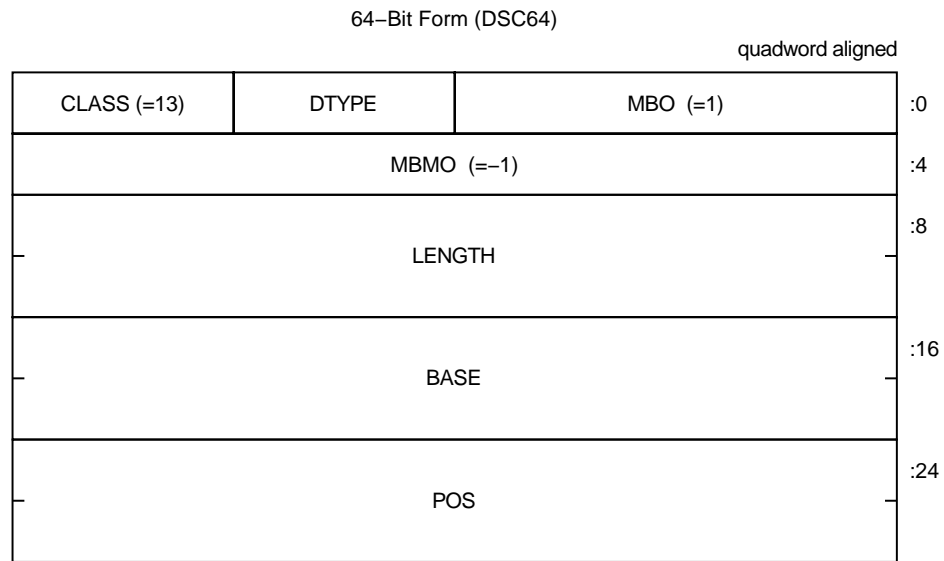 64−Bit Form (DSC64)
quadword aligned
CLASS (=13) DTYPE MBO (=1) :0
MBMO (=−1) :4
:8
LENGTH
:16
BASE
:24
POS